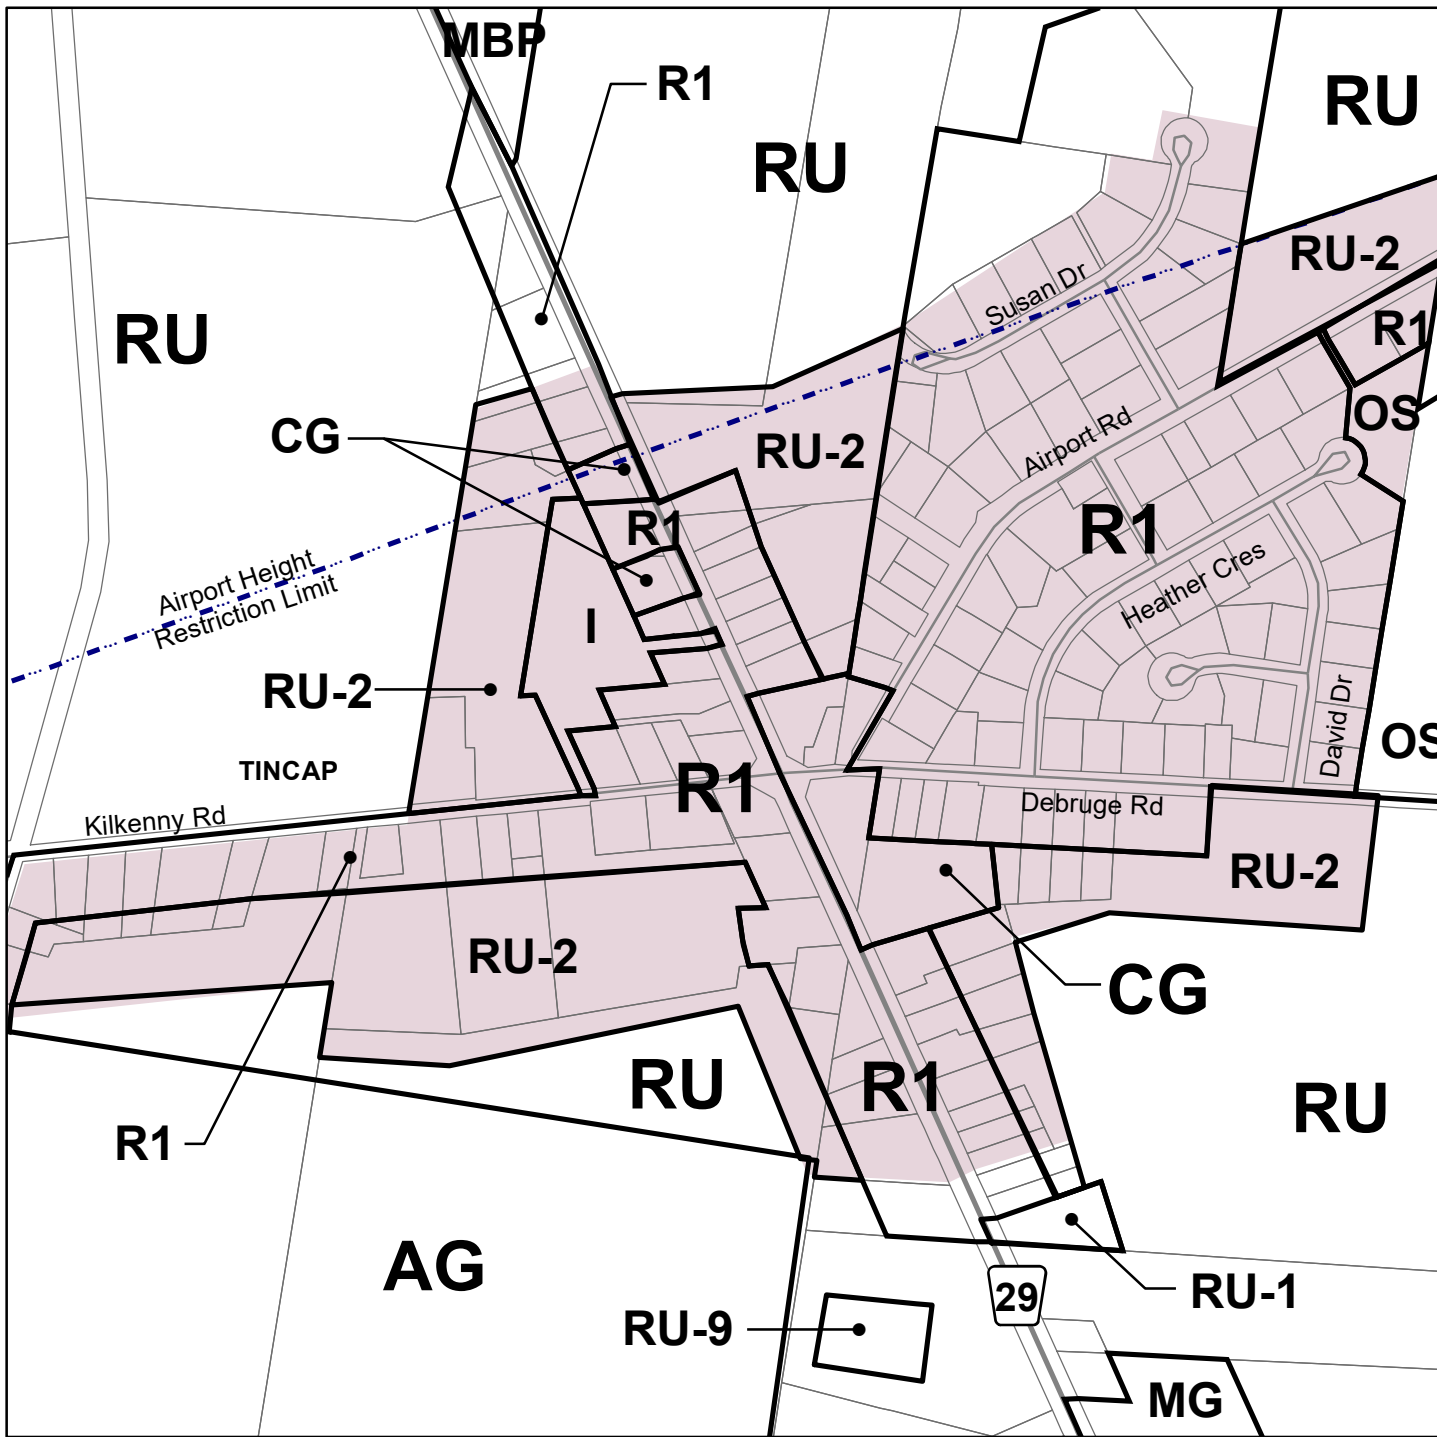 MBP
R1
RU
RU
RU-2
R1
RU
Susan Dr
CG
RU-2
OS
Airport Rd
R1
R1
Airport Height
Restriction Limit
Heather Cres
I
RU-2
David Dr
OS
TINCAP
R1
Kilkenny Rd
Debruge Rd
RU-2
RU-2
CG
RU
R1
RU
R1
AG
RU-1
29
RU-9
MG